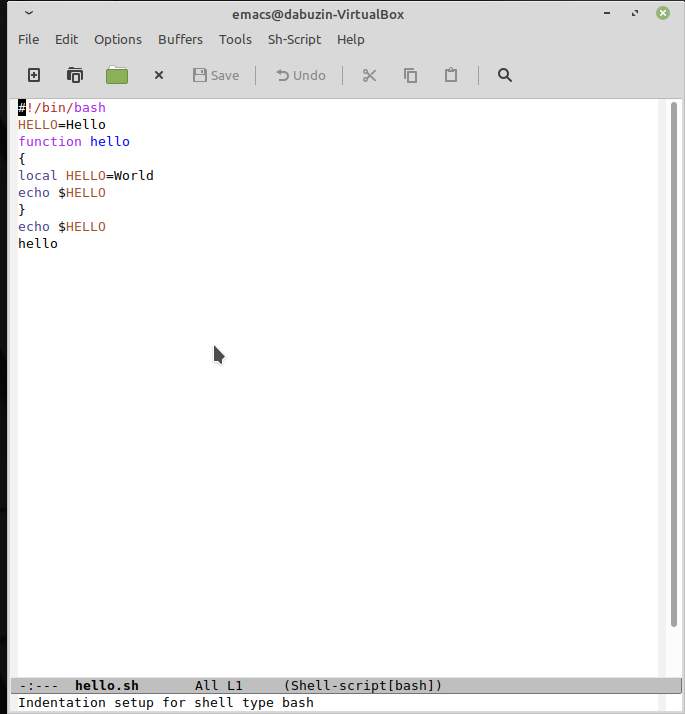 emacs@dabuzin-VirtualBox
File Edit Options Buffers Tools Sh-Script Help
Save Undo
#!/bin/bash
HELLO=Hello
function hello
{
local HELLO=World
echo $HELLO
}
echo $HELLO
hello
-:--- hello.sh All L1 (Shell-script[bash])
Indentation setup for shell type bash